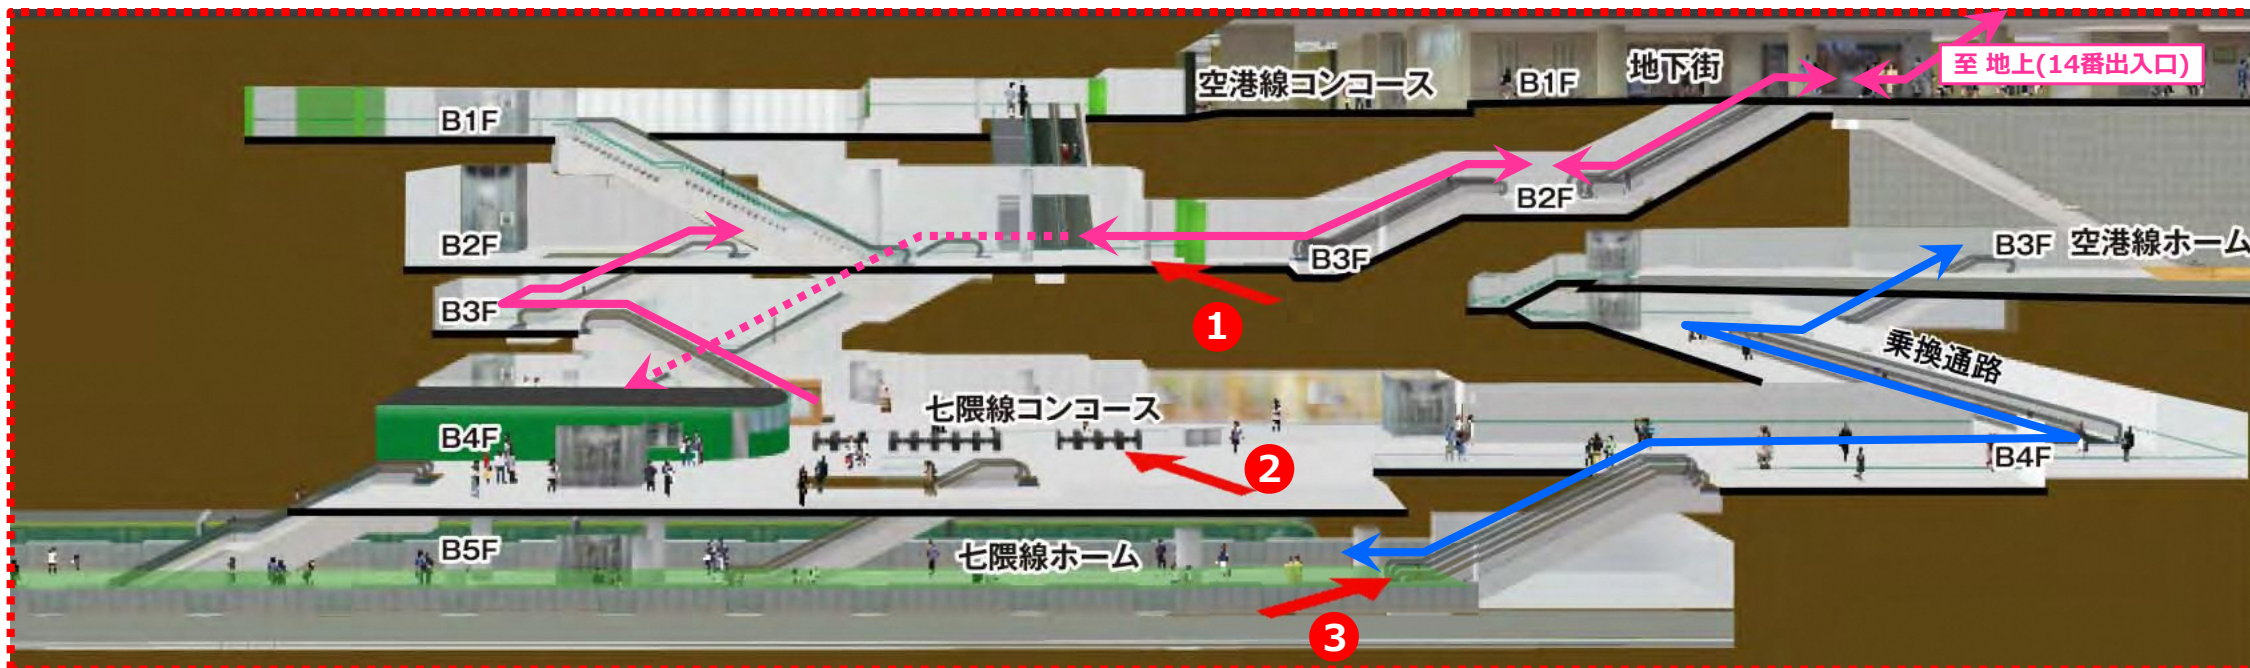 至 地上(14番出入口)
空港線コンコース
B1F
地下街
B1F
B2F
B2F
B3F
B3F
B3F 空港線ホーム
1
乗換通路
七隈線コンコース
B4F
B4F
2
B5F
七隈線ホーム
3